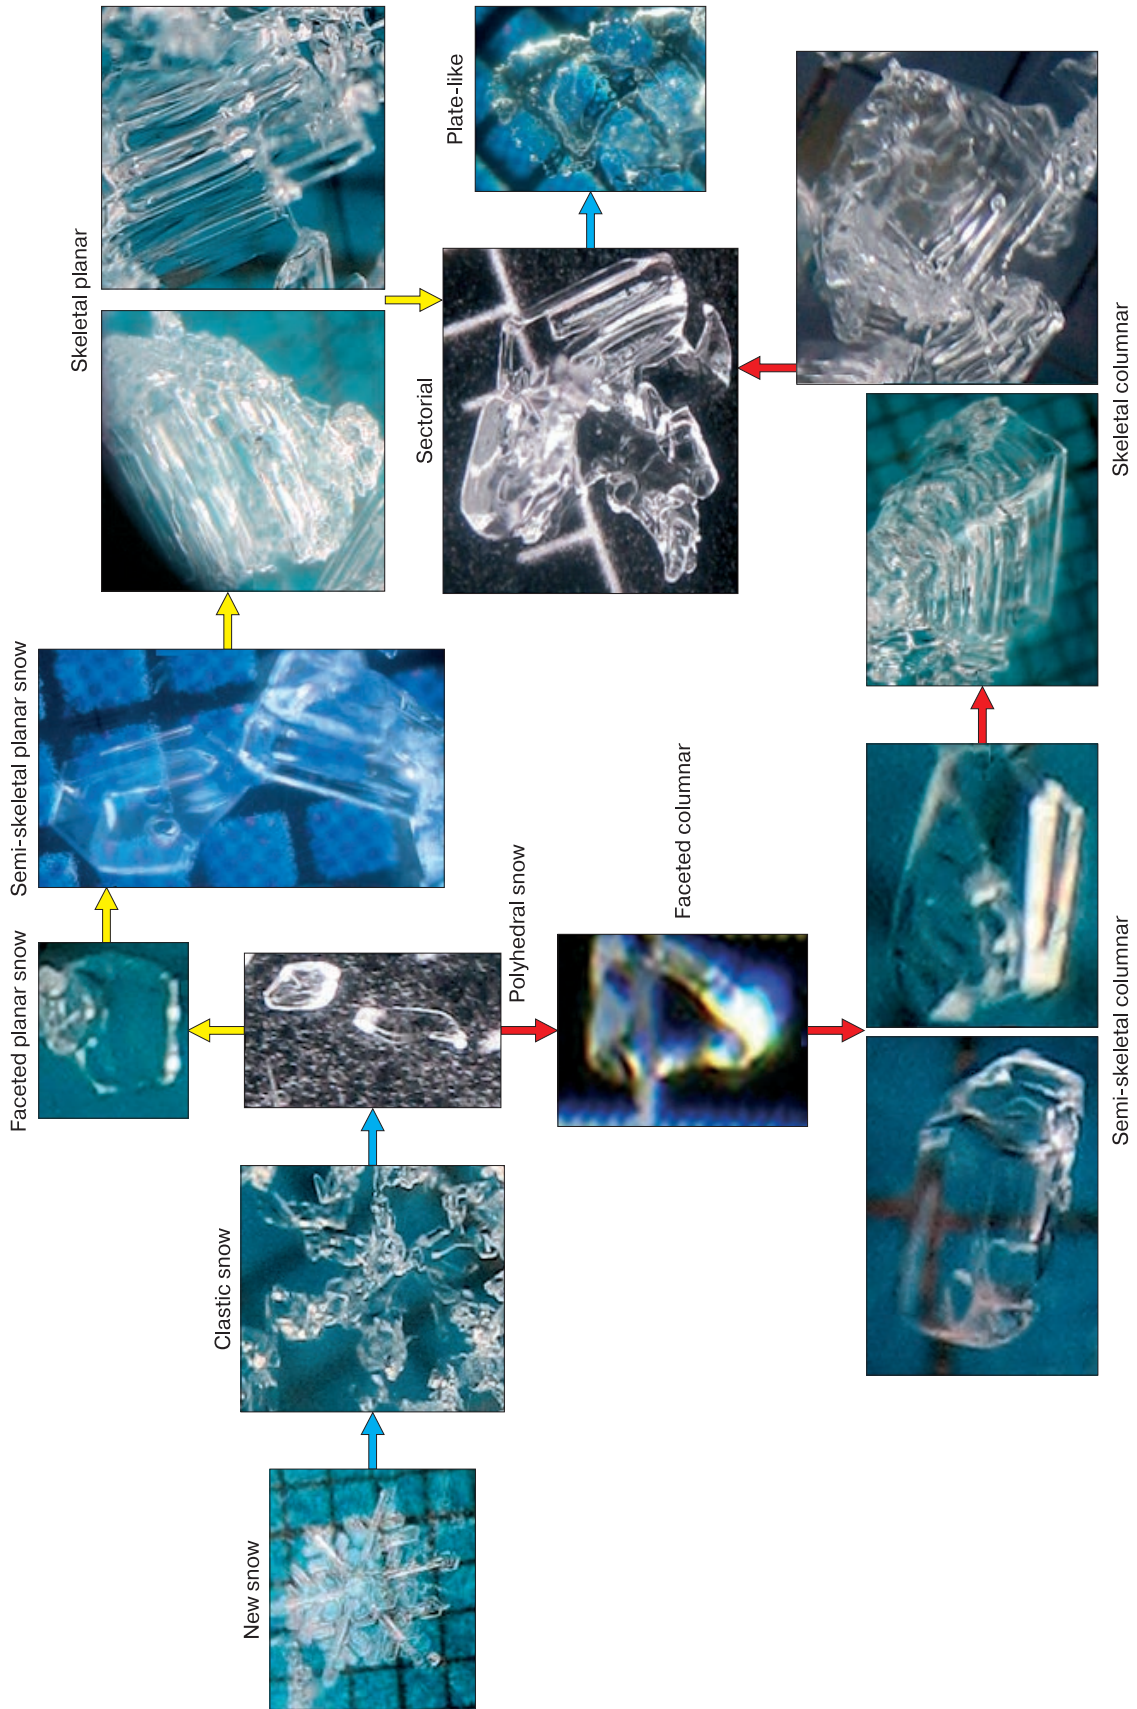 New snow
Clastic snow
Polyhedral snow
Faceted planar snow
Semi-skeletal planar snow
Skeletal planar
Faceted columnar
Semi-skeletal columnar
Skeletal columnar
Sectorial
Plate-like